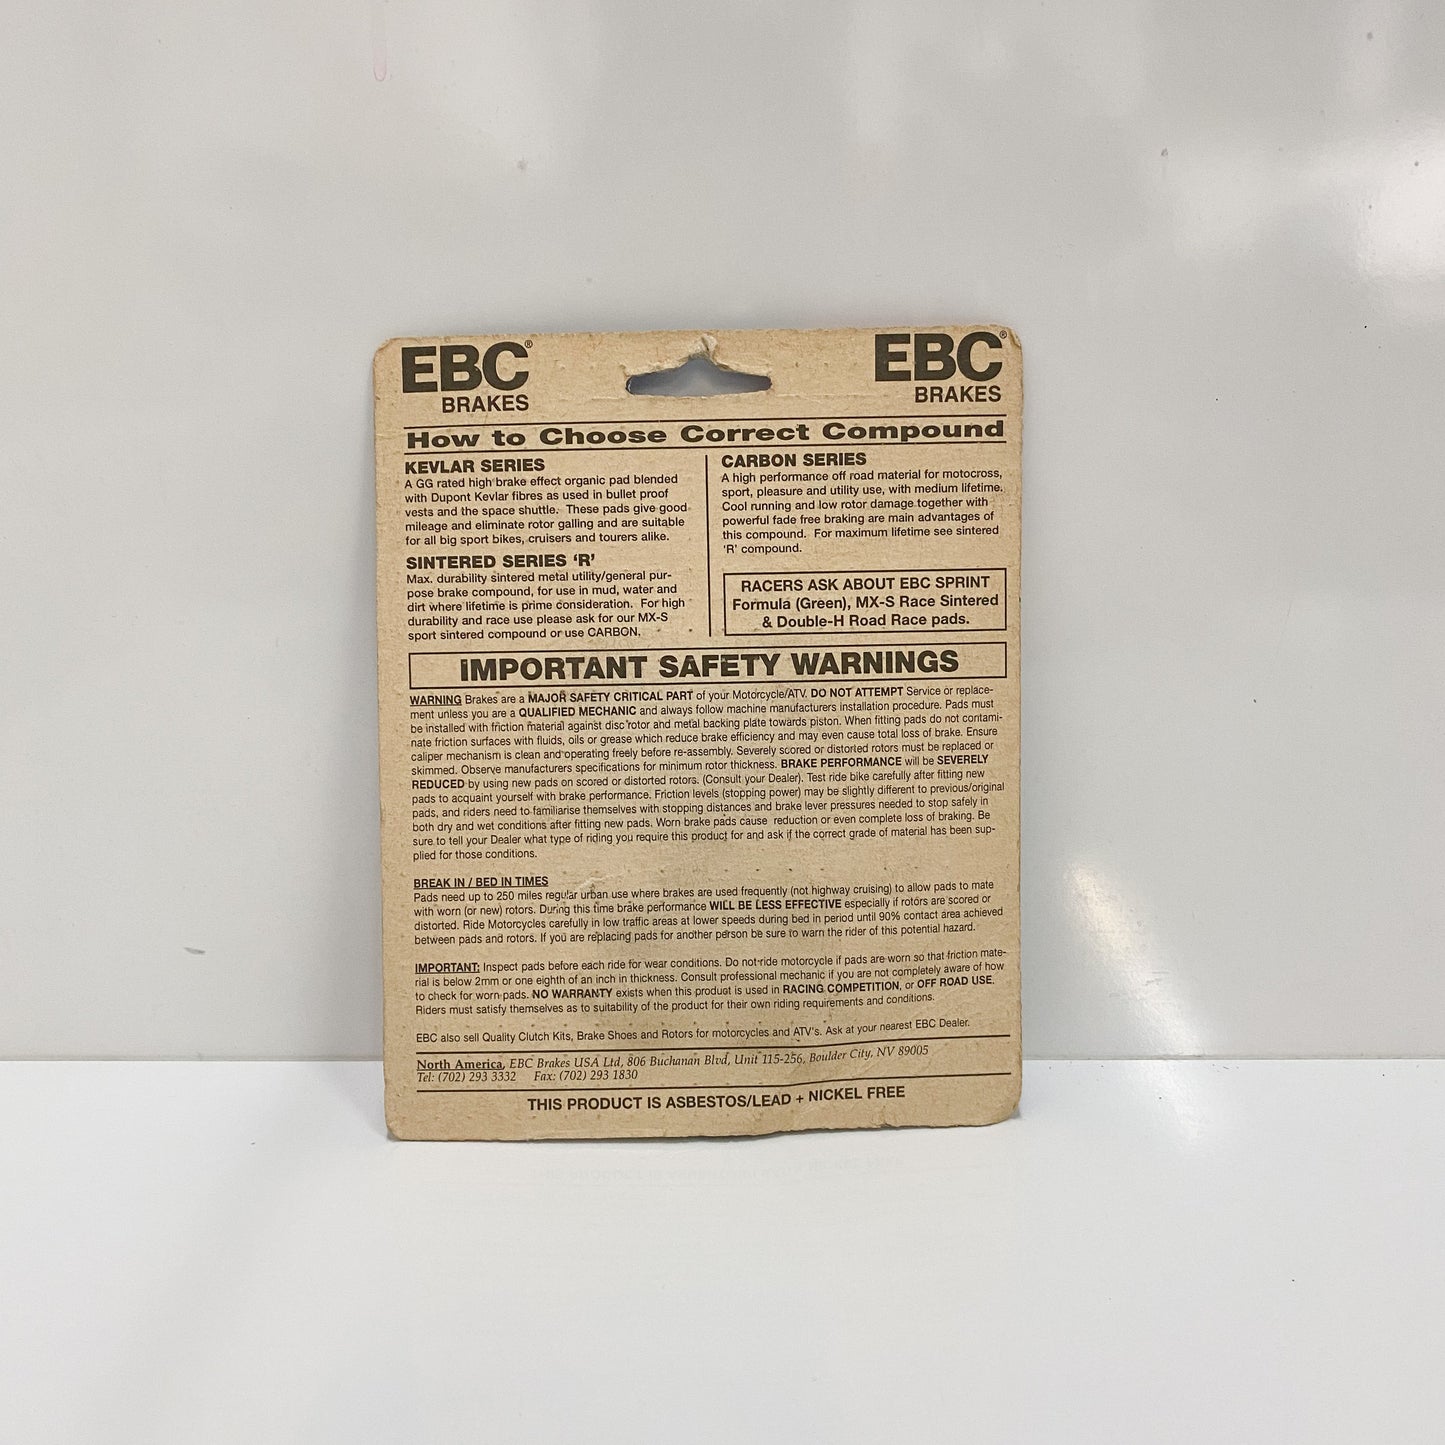 EBC® BRAKES
EBC® BRAKES
How to Choose Correct Compound
KEVLAR SERIES
A GG rated high brake effect organic pad blended
with Dupont Kevlar fibres as used in bullet proof
vests and the space shuttle. These pads give good
mileage and eliminate rotor galling and are suitable
for all big sport bikes, cruisers and tourers alike.
SINTERED SERIES 'R'
Max. durability sintered metal utility/general pur-
pose brake compound, for use in mud, water and
dirt where lifetime is prime consideration. For high
durability and race use please ask for our MX-S
sport sintered compound or use CARBON.
CARBON SERIES
A high performance off road material for motocross,
sport, pleasure and utility use, with medium lifetime.
Cool running and low rotor damage together with
powerful fade free braking are main advantages of
this compound. For maximum lifetime see sintered
'R' compound.
RACERS ASK ABOUT EBC SPRINT
Formula (Green), MX-S Race Sintered
& Double-H Road Race pads.
IMPORTANT SAFETY WARNINGS
WARNING Brakes are a MAJOR SAFETY CRITICAL PART of your Motorcycle/ATV. DO NOT ATTEMPT Service or replace-
ment unless you are a QUALIFIED MECHANIC and always follow machine manufacturers installation procedure. Pads must
be installed with friction material against disc rotor and metal backing plate towards piston. When fitting pads do not contami-
nate friction surfaces with fluids, oils or grease which reduce brake efficiency and may even cause total loss of brake. Ensure
caliper mechanism is clean and operating freely before re-assembly. Severely scored or distorted rotors must be replaced or
skimmed. Observe manufacturers specifications for minimum rotor thickness. BRAKE PERFORMANCE will be SEVERELY
REDUCED by using new pads on scored or distorted rotors. (Consult your Dealer). Test ride bike carefully after fitting new
pads to acquaint yourself with brake performance. Friction levels (stopping power) may be slightly different to previous/original
pads, and riders need to familiarise themselves with stopping distances and brake lever pressures needed to stop safely in
both dry and wet conditions after fitting new pads. Worn brake pads cause reduction or even complete loss of braking. Be
sure to tell your Dealer what type of riding you require this product for and ask if the correct grade of material has been sup-
plied for those conditions.
BREAK IN / BED IN TIMES
Pads need up to 250 miles regular urban use where brakes are used frequently (not highway cruising) to allow pads to mate
with worn (or new) rotors. During this time brake performance WILL BE LESS EFFECTIVE especially if rotors are scored or
distorted. Ride Motorcycles carefully in low traffic areas at lower speeds during bed in period until 90% contact area achieved
between pads and rotors. If you are replacing pads for another person be sure to warn the rider of this potential hazard.
IMPORTANT: Inspect pads before each ride for wear conditions. Do not ride motorcycle if pads are worn so that friction mate-
rial is below 2mm or one eighth of an inch in thickness. Consult professional mechanic if you are not completely aware of how
to check for worn pads. NO WARRANTY exists when this product is used in RACING COMPETITION, or OFF ROAD USE.
Riders must satisfy themselves as to suitability of the product for their own riding requirements and conditions.
EBC also sell Quality Clutch Kits, Brake Shoes and Rotors for motorcycles and ATV's. Ask at your nearest EBC Dealer.
North America, EBC Brakes USA Ltd, 806 Buchanan Blvd, Unit 115-256, Boulder City, NV 89005
Tel: (702) 293 3332 Fax: (702) 293 1830
THIS PRODUCT IS ASBESTOS/LEAD + NICKEL FREE